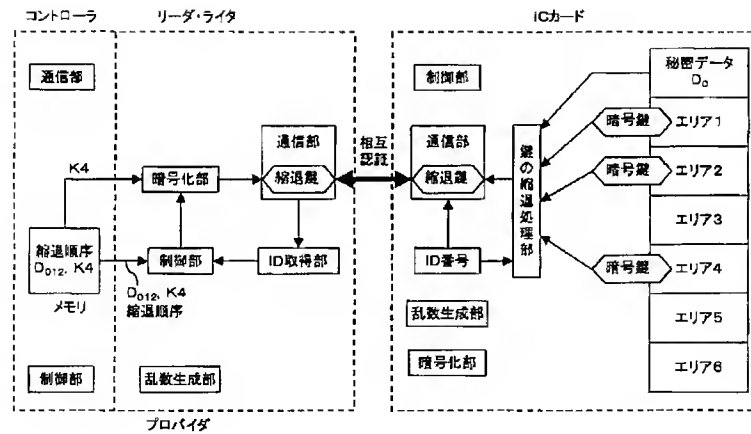 コントローラ
リーダ・ライタ
ICカード
通信部
K4
暗号化部
通信部
縮退鍵
相互
認証
縮退順序
D012, K4
メモリ
制御部
ID取得部
D012, K4
縮退順序
制御部
乱数生成部
プロバイダ
制御部
通信部
縮退鍵
鍵の縮退処理部
ID番号
乱数生成部
暗号化部
秘密データ
D0
暗号鍵
エリア1
暗号鍵
エリア2
エリア3
暗号鍵
エリア4
エリア5
エリア6